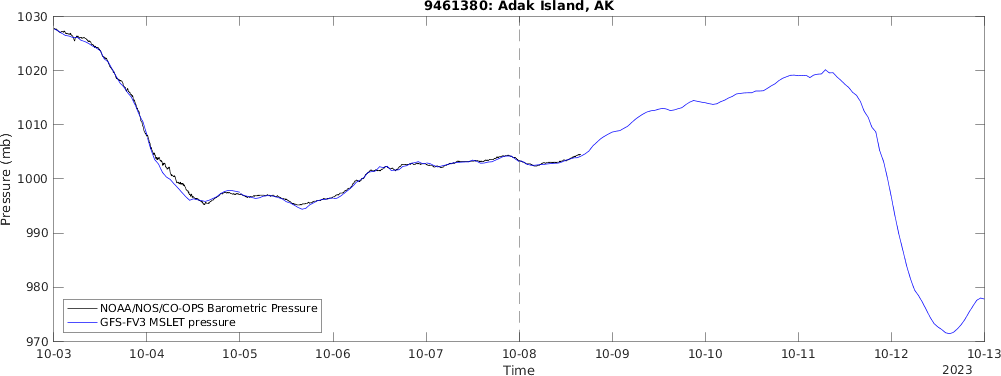 9461380: Adak Island, AK
1030
1020
1010
1000
990
980
970
Pressure (mb)
NOAA/NOS/CO-OPS Barometric Pressure
GFS-FV3 MSLET pressure
10-03 10-04 10-05 10-06 10-07 10-08 10-09 10-10 10-11 10-12 10-13
Time
2023